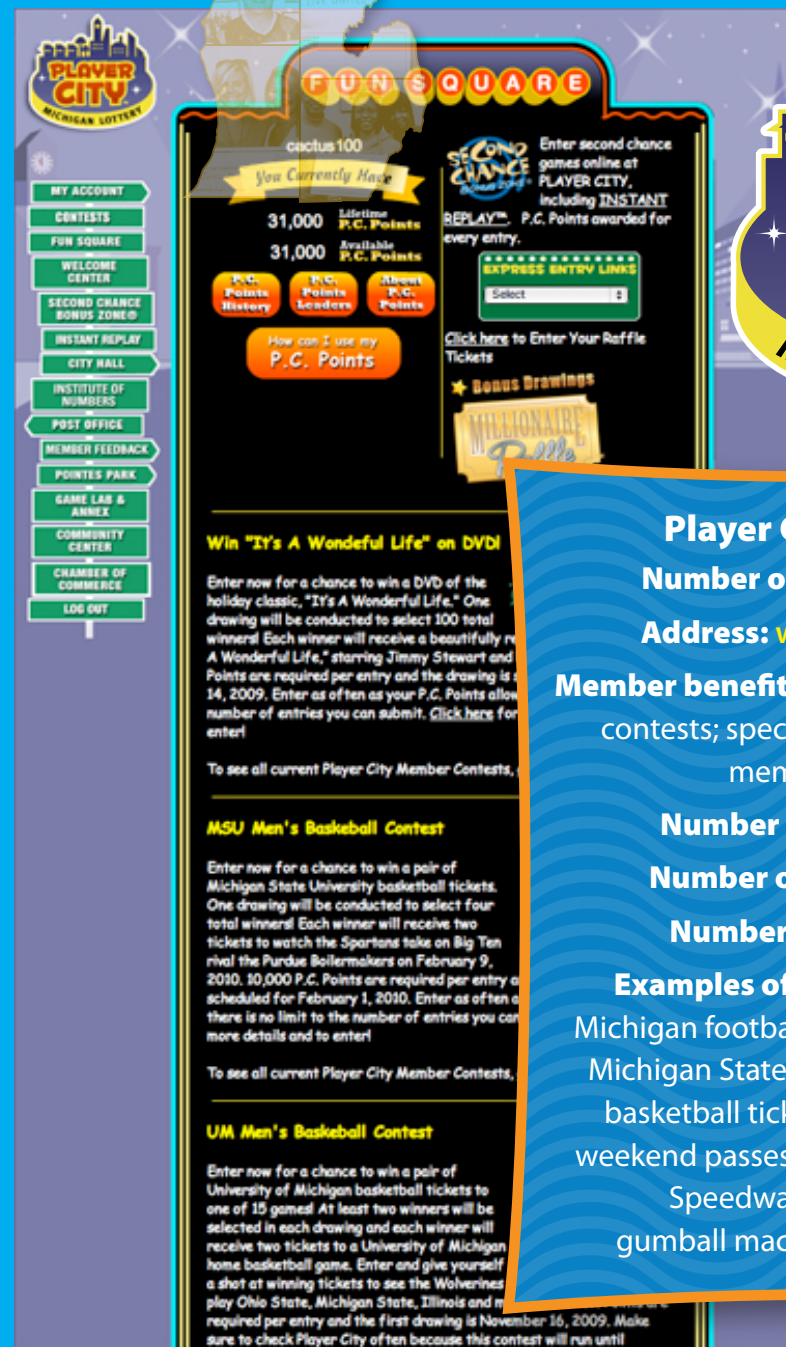 LIVE UNITED
PLAYER
CITY
MICHIGAN LOTTERY
MY ACCOUNT
CONTESTS
FUN SQUARE
WELCOME
CENTER
SECOND CHANCE
BONUS ZONE®
INSTANT REPLAY
CITY HALL
INSTITUTE OF
NUMBERS
POST OFFICE
MEMBER FEEDBACK
POINTES PARK
GAME LAB &
ANNEX
COMMUNITY
CENTER
CHAMBER OF
COMMERCE
LOG OUT
FUN SQUARE
cactus100
You Currently Have
31,000 Lifetime P.C. Points
31,000 Available P.C. Points
P.C.
Points
History
P.C.
Points
Leaders
About
P.C.
Points
How can I use my
P.C. Points
SECOND
CHANCE
BONUS ZONE®
Enter second chance
games online at
PLAYER CITY,
including INSTANT
REPLAY™. P.C. Points awarded for
every entry.
EXPRESS ENTRY LINKS
Select
Click here to Enter Your Raffle
Tickets
Bonus Drawings
MILLIONAIRE
Raffle
Win "It's A Wondeful Life" on DVD!
Enter now for a chance to win a DVD of the
holiday classic, "It's A Wonderful Life." One
drawing will be conducted to select 100 total
winners! Each winner will receive a beautifully re
A Wonderful Life," starring Jimmy Stewart and
Points are required per entry and the drawing is s
14, 2009. Enter as often as your P.C. Points allow
number of entries you can submit. Click here for
enter!
To see all current Player City Member Contests,
MSU Men's Baskeball Contest
Enter now for a chance to win a pair of
Michigan State University basketball tickets.
One drawing will be conducted to select four
total winners! Each winner will receive two
tickets to watch the Spartans take on Big Ten
rival the Purdue Boilermakers on February 9,
2010. 10,000 P.C. Points are required per entry a
scheduled for February 1, 2010. Enter as often a
there is no limit to the number of entries you can
more details and to enter!
To see all current Player City Member Contests,
UM Men's Baskeball Contest
Enter now for a chance to win a pair of
University of Michigan basketball tickets to
one of 15 games! At least two winners will be
selected in each drawing and each winner will
receive two tickets to a University of Michigan
home basketball game. Enter and give yourself
a shot at winning tickets to see the Wolverines
play Ohio State, Michigan State, Illinois and m
required per entry and the first drawing is November 16, 2009. Make
sure to check Player City often because this contest will run until
Player C
Number o
Address: w
Member benefit
contests; spec
mem
Number
Number o
Number
Examples of
Michigan footba
Michigan State
basketball tick
weekend passes
Speedwa
gumball mac